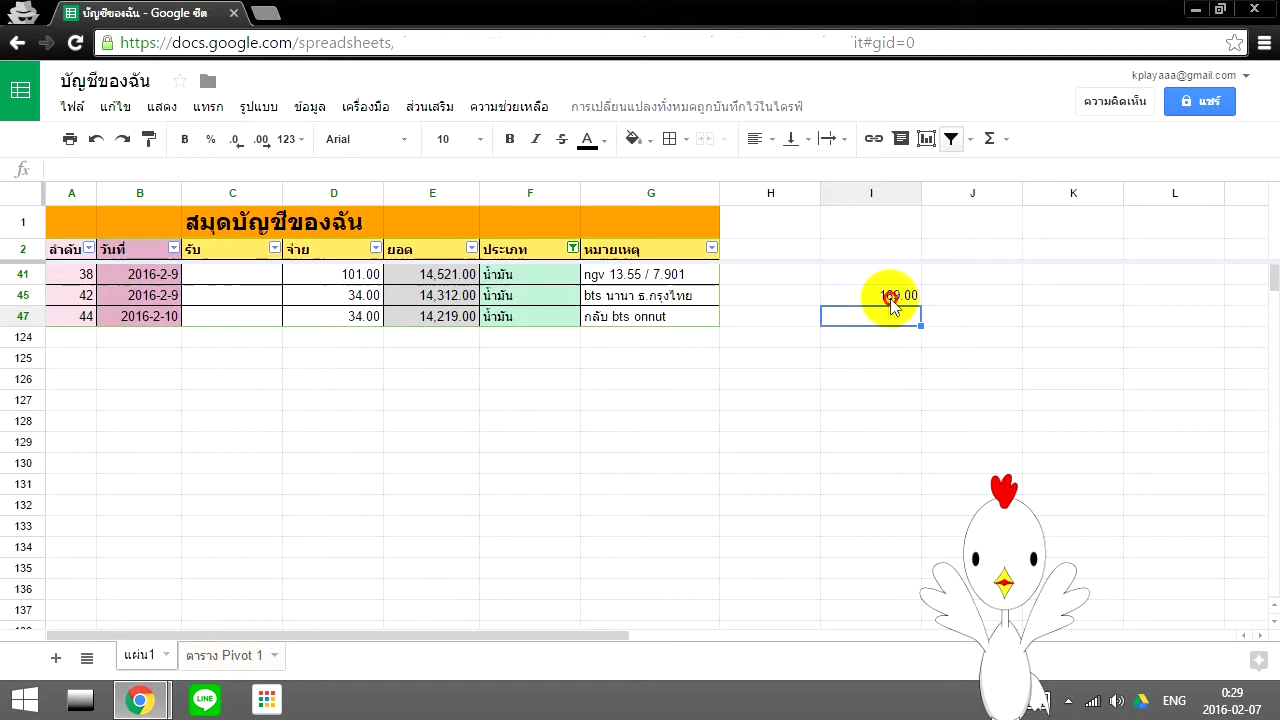 บัญชีของฉัน - Google ชีต
https://docs.google.com/spreadsheets, it#gid=0
บัญชีของฉัน
kplayaaa@gmail.com
ไฟล์ แก้ไข แสดง แทรก รูปแบบ ข้อมูล เครื่องมือ ส่วนเสริม ความช่วยเหลือ การเปลี่ยนแปลงทั้งหมดถูกบันทึกไว้ในไดรฟ์
ความคิดเห็น แชร์
B % .0 .00 123 Arial 10 B I S A Σ
fx
A B C D E F G H I J K L
1 สมุดบัญชีของฉัน
2 ลำดับ วันที่ รับ จ่าย ยอด ประเภท หมายเหตุ
41 38 2016-2-9 101.00 14,521.00 น้ำมัน ngv 13.55 / 7.901
45 42 2016-2-9 34.00 14,312.00 น้ำมัน bts นานา ธ.กรุงไทย
47 44 2016-2-10 34.00 14,219.00 น้ำมัน กลับ bts onnut
124
125
126
127
128
129
130
131
132
133
134
135
136
137
แผ่น1 ตาราง Pivot 1
LINE
ENG
0:29
2016-02-07